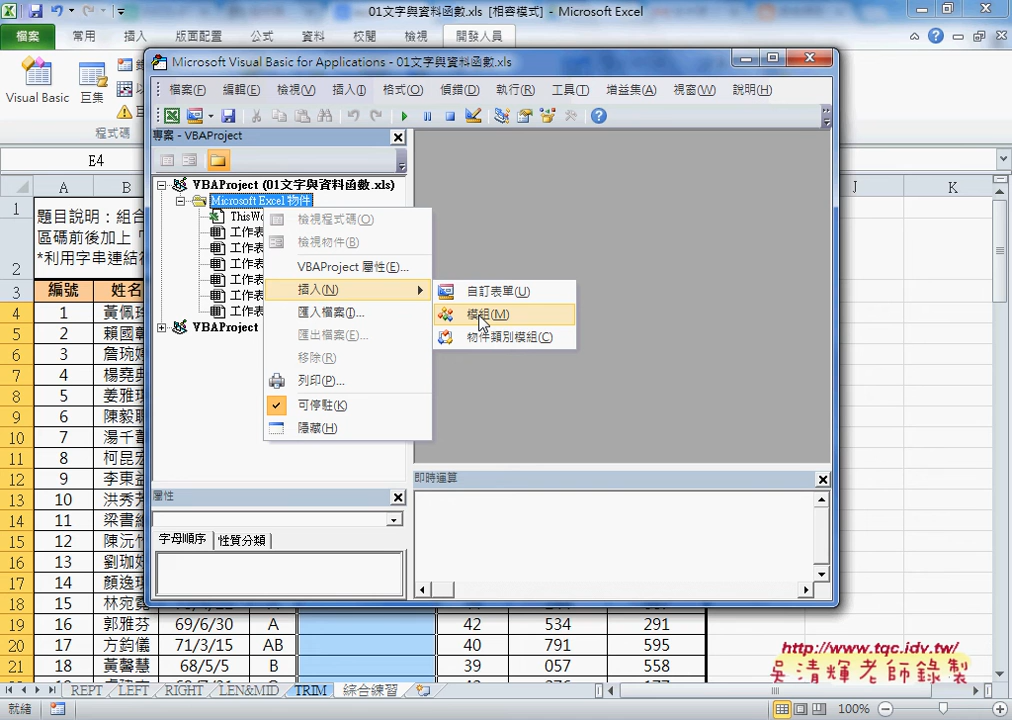 01文字與資料函數.xls [相容模式] - Microsoft Excel
檔案 常用 插入 版面配置 公式 資料 校閱 檢視 開發人員
Visual Basic 巨集
程式碼
Microsoft Visual Basic for Applications - 01文字與資料函數.xls
檔案(F) 編輯(E) 檢視(V) 插入(I) 格式(O) 偵錯(D) 執行(R) 工具(T) 增益集(A) 視窗(W) 說明(H)
專案 - VBAProject
VBAProject (01文字與資料函數.xls)
Microsoft Excel 物件
ThisWo
工作表
工作表
工作表
工作表
工作表
工作表
VBAProject
檢視程式碼(O)
檢視物件(B)
VBAProject 屬性(E)...
插入(N)
匯入檔案(I)...
匯出檔案(E)...
移除(R)
列印(P)...
可停駐(K)
隱藏(H)
自訂表單(U)
模組(M)
物件類別模組(C)
屬性
字母順序 性質分類
即時運算
E4
A B J K
1 題目說明：組合
區碼前後加上「
2 *利用字串連結符
3 編號 姓名
4 1 黃佩
5 2 賴國
6 3 詹琬
7 4 楊堯
8 5 姜雅
9 6 陳毅
10 7 湯千
11 8 柯昆
12 9 李東
13 10 洪秀
14 11 梁書
15 12 陳沅
16 13 劉珈
17 14 顏逸
18 15 林宛
19 16 郭雅芬 69/6/30 A 42 534 291
20 17 方鈞儀 71/3/15 AB 40 791 595
21 18 黃馨慧 68/5/5 B 39 057 558
REPT LEFT RIGHT LEN&MID TRIM 綜合練習
就緒 100%
http://www.tqc.idv.tw/
吳清輝老師錄製